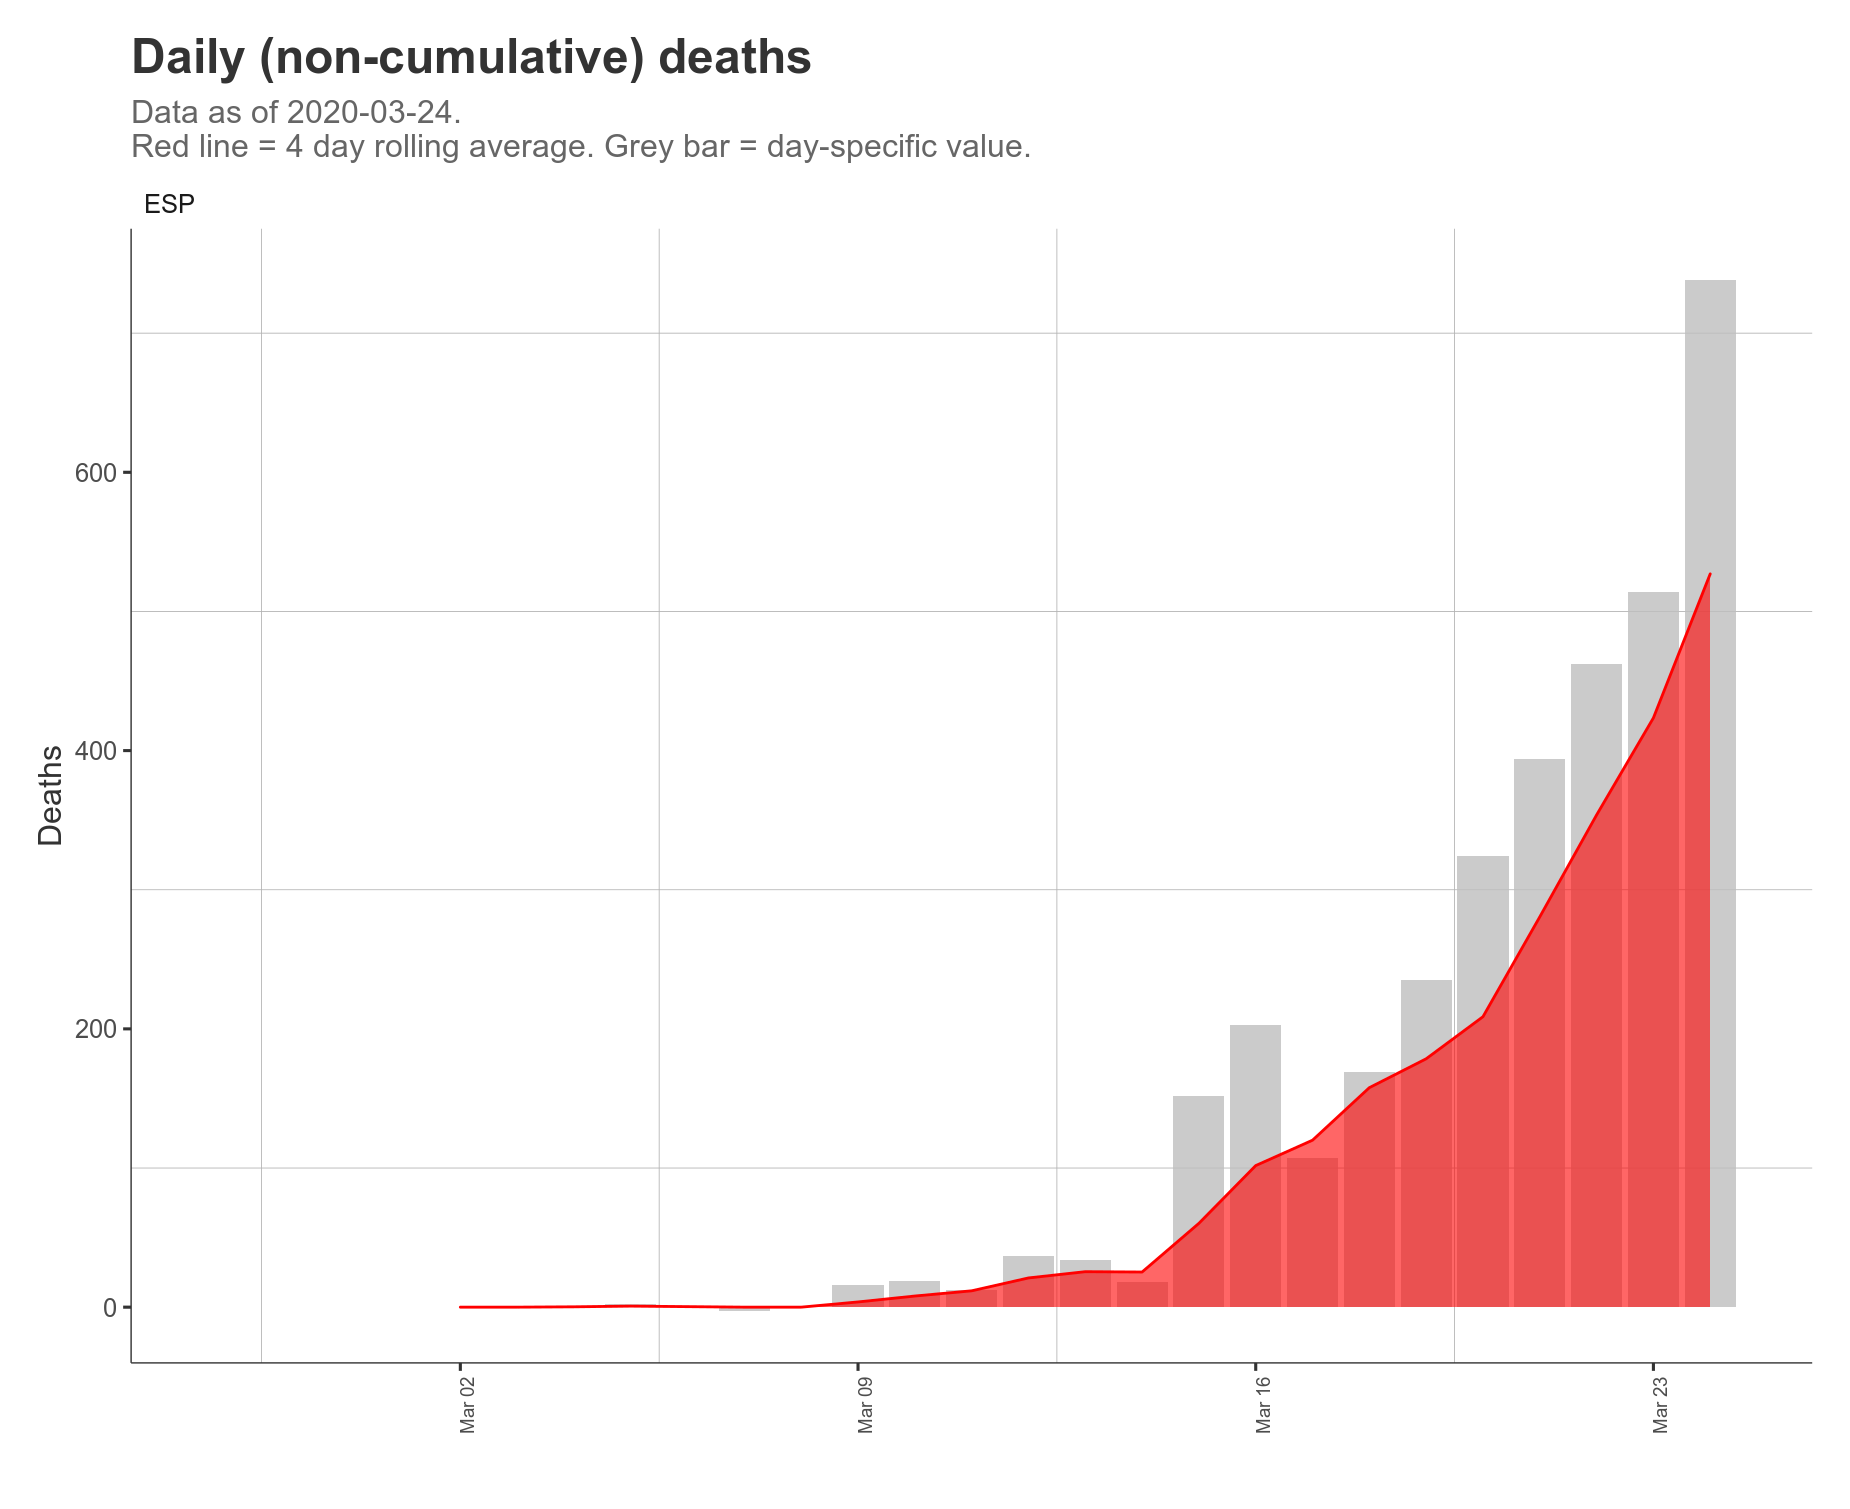 Daily (non-cumulative) deaths
Data as of 2020-03-24.
Red line = 4 day rolling average. Grey bar = day-specific value.
ESP
600
400
200
0
Deaths
Mar 02
Mar 09
Mar 16
Mar 23